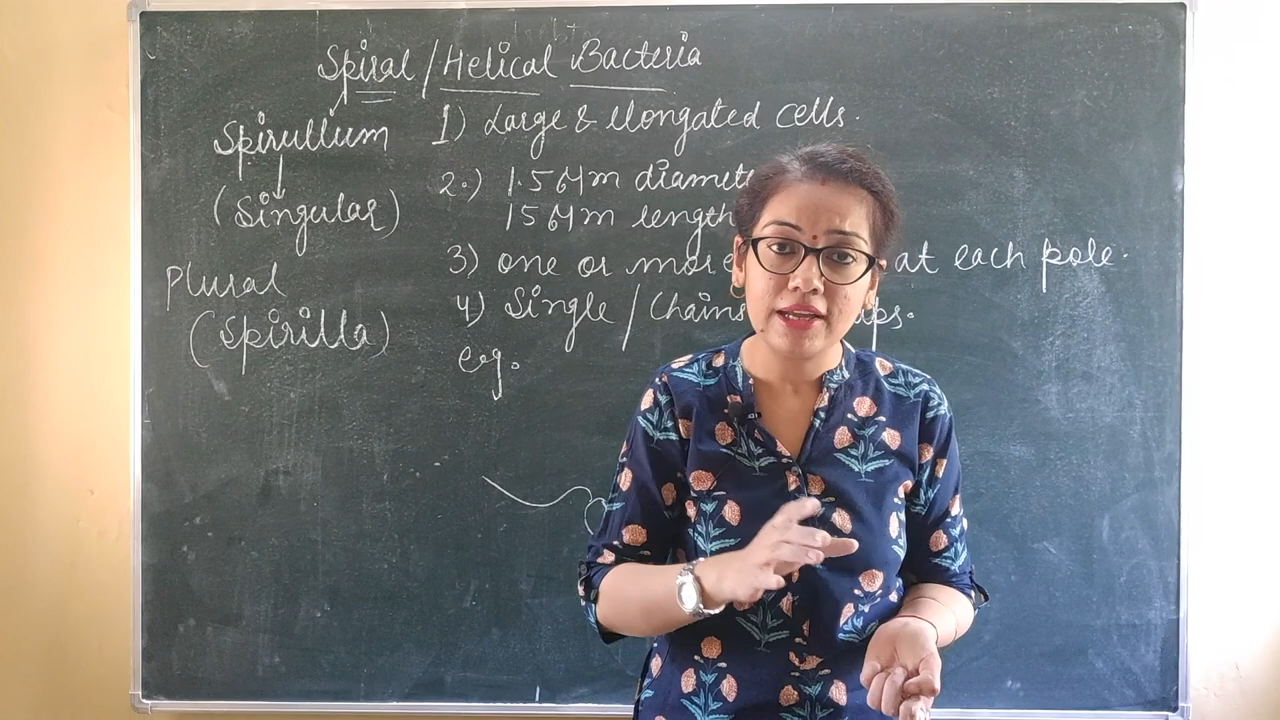 Spiral / Helical Bacteria
Spirullum
(Singular)
Plural
(Spirilla)
1) Large & elongated cells.
2.) 1.5 μm diamete
15 μm length
3) one or more at each pole.
4) Single / Chains
eg.